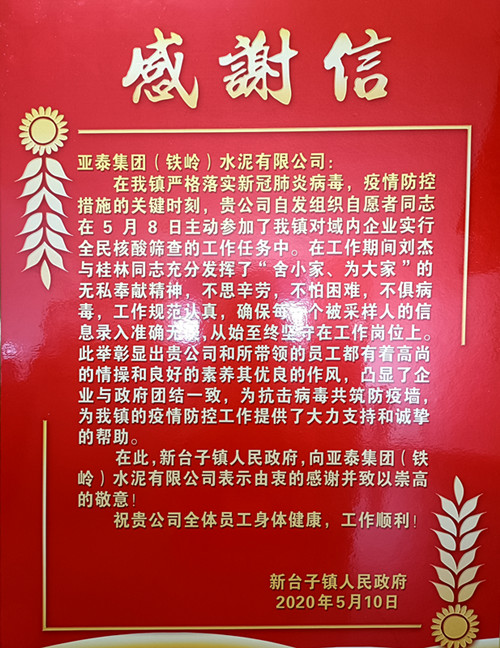 感謝信
亚泰集团（铁岭）水泥有限公司：
在我镇严格落实新冠肺炎病毒，疫情防控
措施的关键时刻，贵公司自发组织自愿者同志
在５月８日主动参加了我镇对域内企业实行
全民核酸筛查的工作任务中。在工作期间刘杰
与桂林同志充分发挥了“舍小家、为大家”的
无私奉献精神，不思辛劳，不怕困难，不惧病
毒，工作规范认真，确保每 个被采样人的信
息录入准确无 ,从始至终坚守在工作岗位上。
此举彰显出贵公司和所带领的员工都有着高尚
的情操和良好的素养其优良的作风，凸显了企
业与政府团结一致，为抗击病毒共筑防疫墙，
为我镇的疫情防控工作提供了大力支持和诚挚
的帮助。
在此,新台子镇人民政府,向亚泰集团（铁
岭）水泥有限公司表示由衷的感谢并致以崇高
的敬意！
祝贵公司全体员工身体健康，工作顺利！
新台子镇人民政府
2020年5月10日